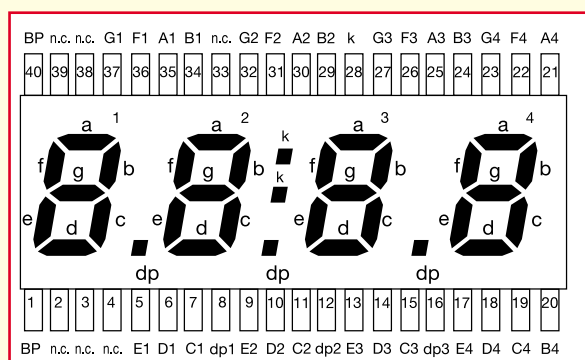 BP n.c. n.c. G1 F1 A1 B1 n.c. G2 F2 A2 B2 k G3 F3 A3 B3 G4 F4 A4
40 39 38 37 36 35 34 33 32 31 30 29 28 27 26 25 24 23 22 21
a 1 a 2 k a 3 a 4
f g b f g b k f g b f g b
e d c e d c e d c e d c
dp dp dp
1 2 3 4 5 6 7 8 9 10 11 12 13 14 15 16 17 18 19 20
BP n.c. n.c. n.c. E1 D1 C1 dp1 E2 D2 C2 dp2 E3 D3 C3 dp3 E4 D4 C4 B4